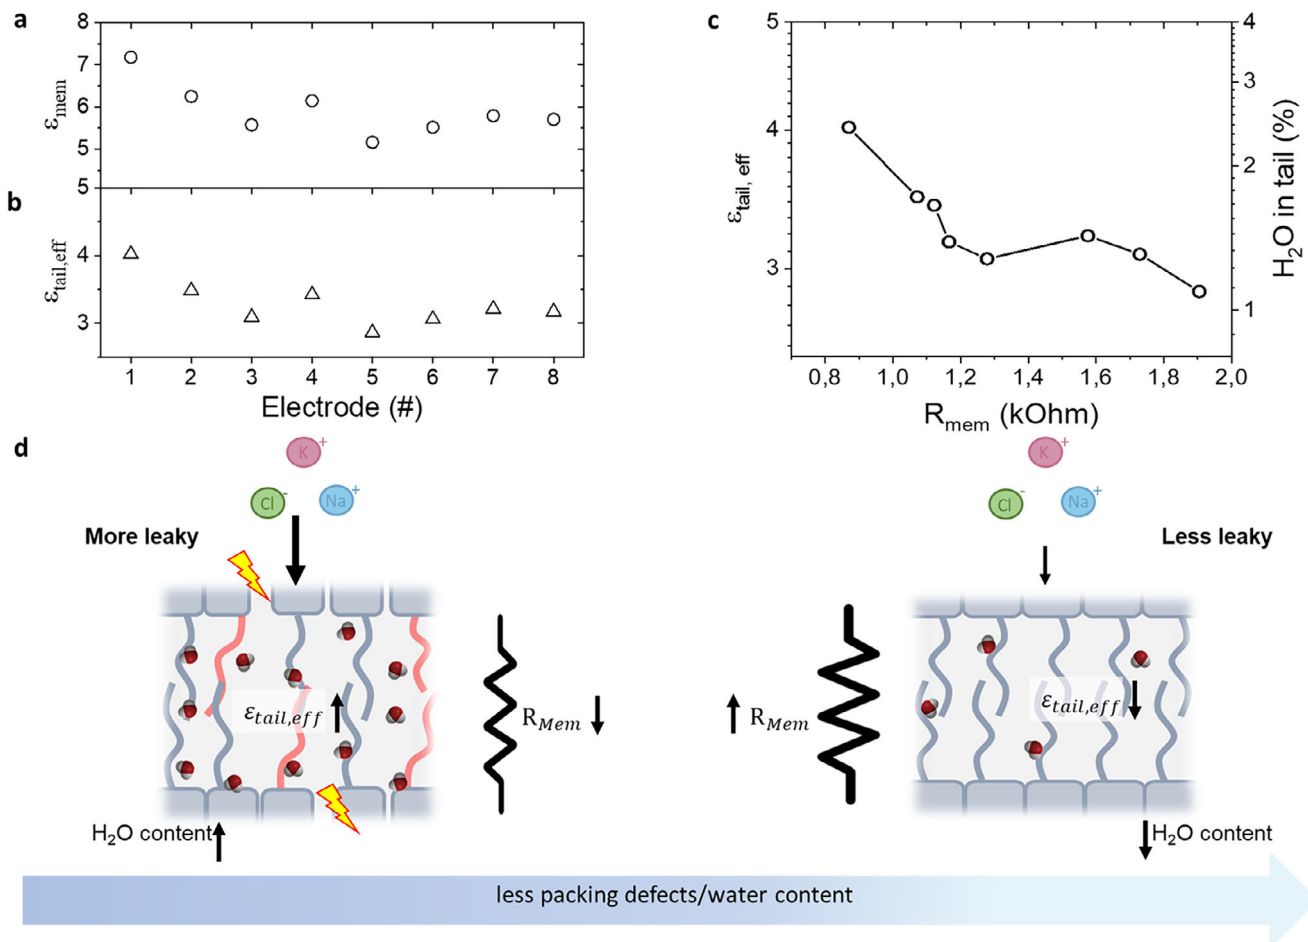 a
8
7
6
5
5
ε_mem
b
4
3
ε_tail,eff
1 2 3 4 5 6 7 8
Electrode (#)
c
5
4
3
ε_tail, eff
4
3
2
1
H₂O in tail (%)
0,8 1,0 1,2 1,4 1,6 1,8 2,0
R_mem (kOhm)
d
K+
Cl-
Na+
More leaky
ε_tail,eff
R_Mem
H₂O content
K+
Cl-
Na+
Less leaky
R_Mem
ε_tail,eff
H₂O content
less packing defects/water content